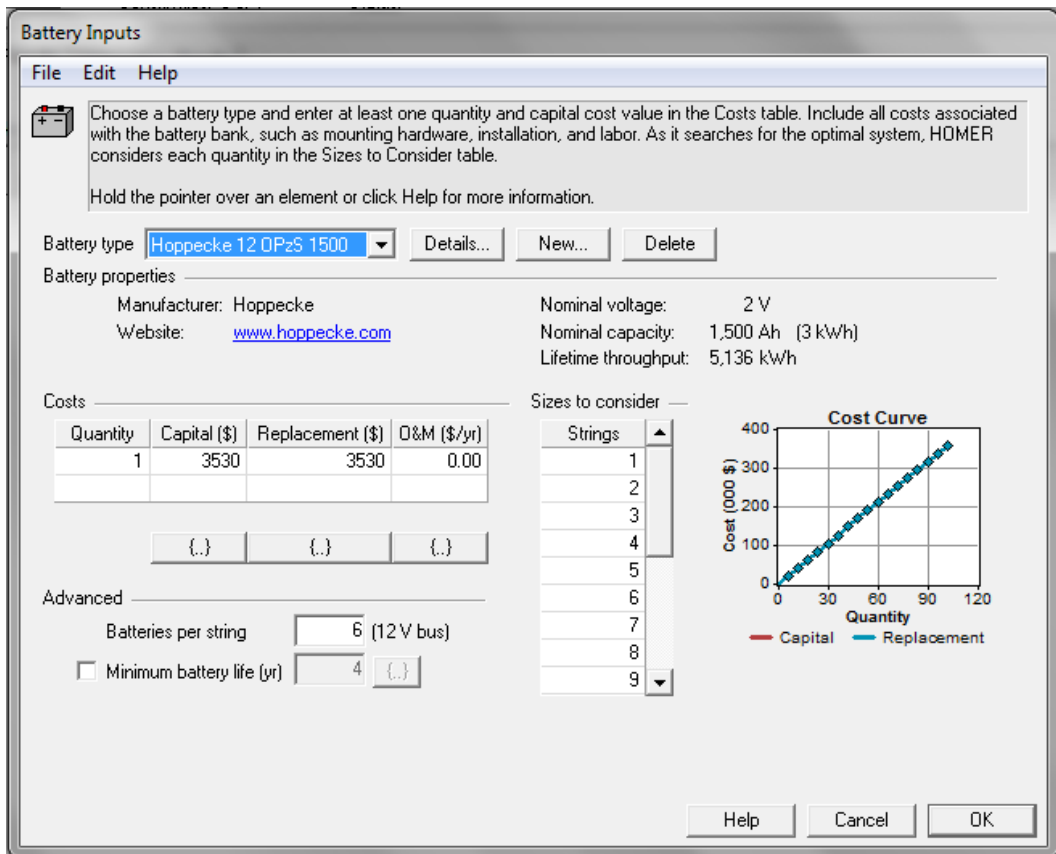 Battery Inputs
File Edit Help
Choose a battery type and enter at least one quantity and capital cost value in the Costs table. Include all costs associated
with the battery bank, such as mounting hardware, installation, and labor. As it searches for the optimal system, HOMER
considers each quantity in the Sizes to Consider table.
Hold the pointer over an element or click Help for more information.
Battery type Hoppecke 12 OPzS 1500 Details... New... Delete
Battery properties
Manufacturer: Hoppecke
Website: www.hoppecke.com
Nominal voltage: 2 V
Nominal capacity: 1,500 Ah (3 kWh)
Lifetime throughput: 5,136 kWh
Costs
Quantity Capital ($) Replacement ($) O&M ($/yr)
1 3530 3530 0.00
{..} {..} {..}
Advanced
Batteries per string 6 (12 V bus)
Minimum battery life (yr) 4 {..}
Sizes to consider
Strings
1
2
3
4
5
6
7
8
9
Cost Curve
Cost (000 $)
400
300
200
100
0
0 30 60 90 120
Quantity
Capital Replacement
Help Cancel OK